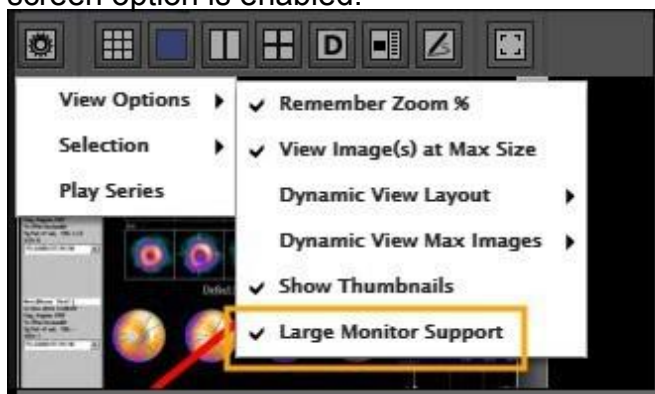 screen option is enabled.
D
View Options
Selection
Play Series
Remember Zoom %
View Image(s) at Max Size
Dynamic View Layout
Dynamic View Max Images
Show Thumbnails
Large Monitor Support